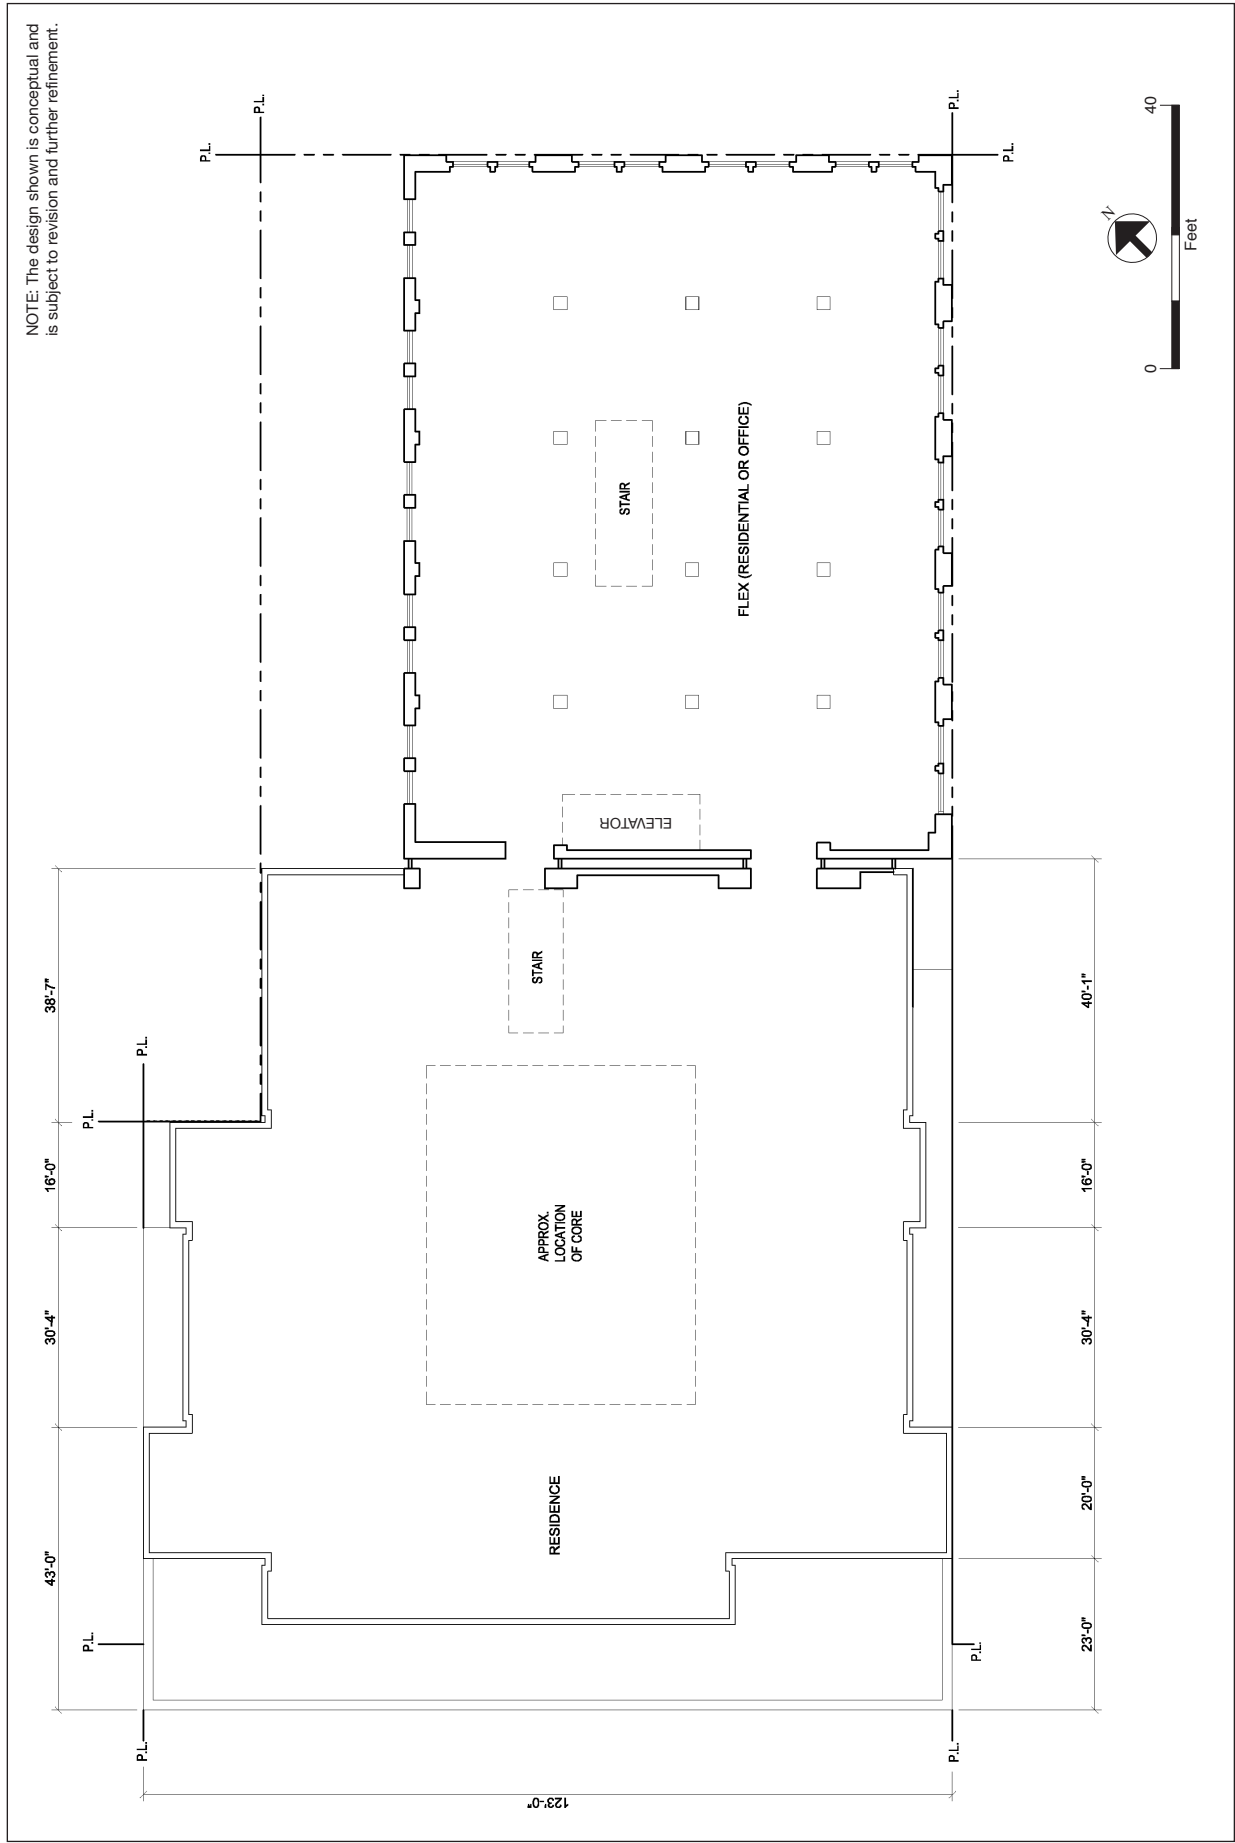 NOTE: The design shown is conceptual and
is subject to revision and further refinement.
P.L.
P.L.
P.L.
P.L.
P.L.
P.L.
P.L.
P.L.
P.L.
P.L.
43'-0"
30'-4"
16'-0"
38'-7"
123'-0"
RESIDENCE
APPROX.
LOCATION
OF CORE
STAIR
ELEVATOR
STAIR
FLEX (RESIDENTIAL OR OFFICE)
23'-0"
20'-0"
30'-4"
16'-0"
40'-1"
N
0
40
Feet